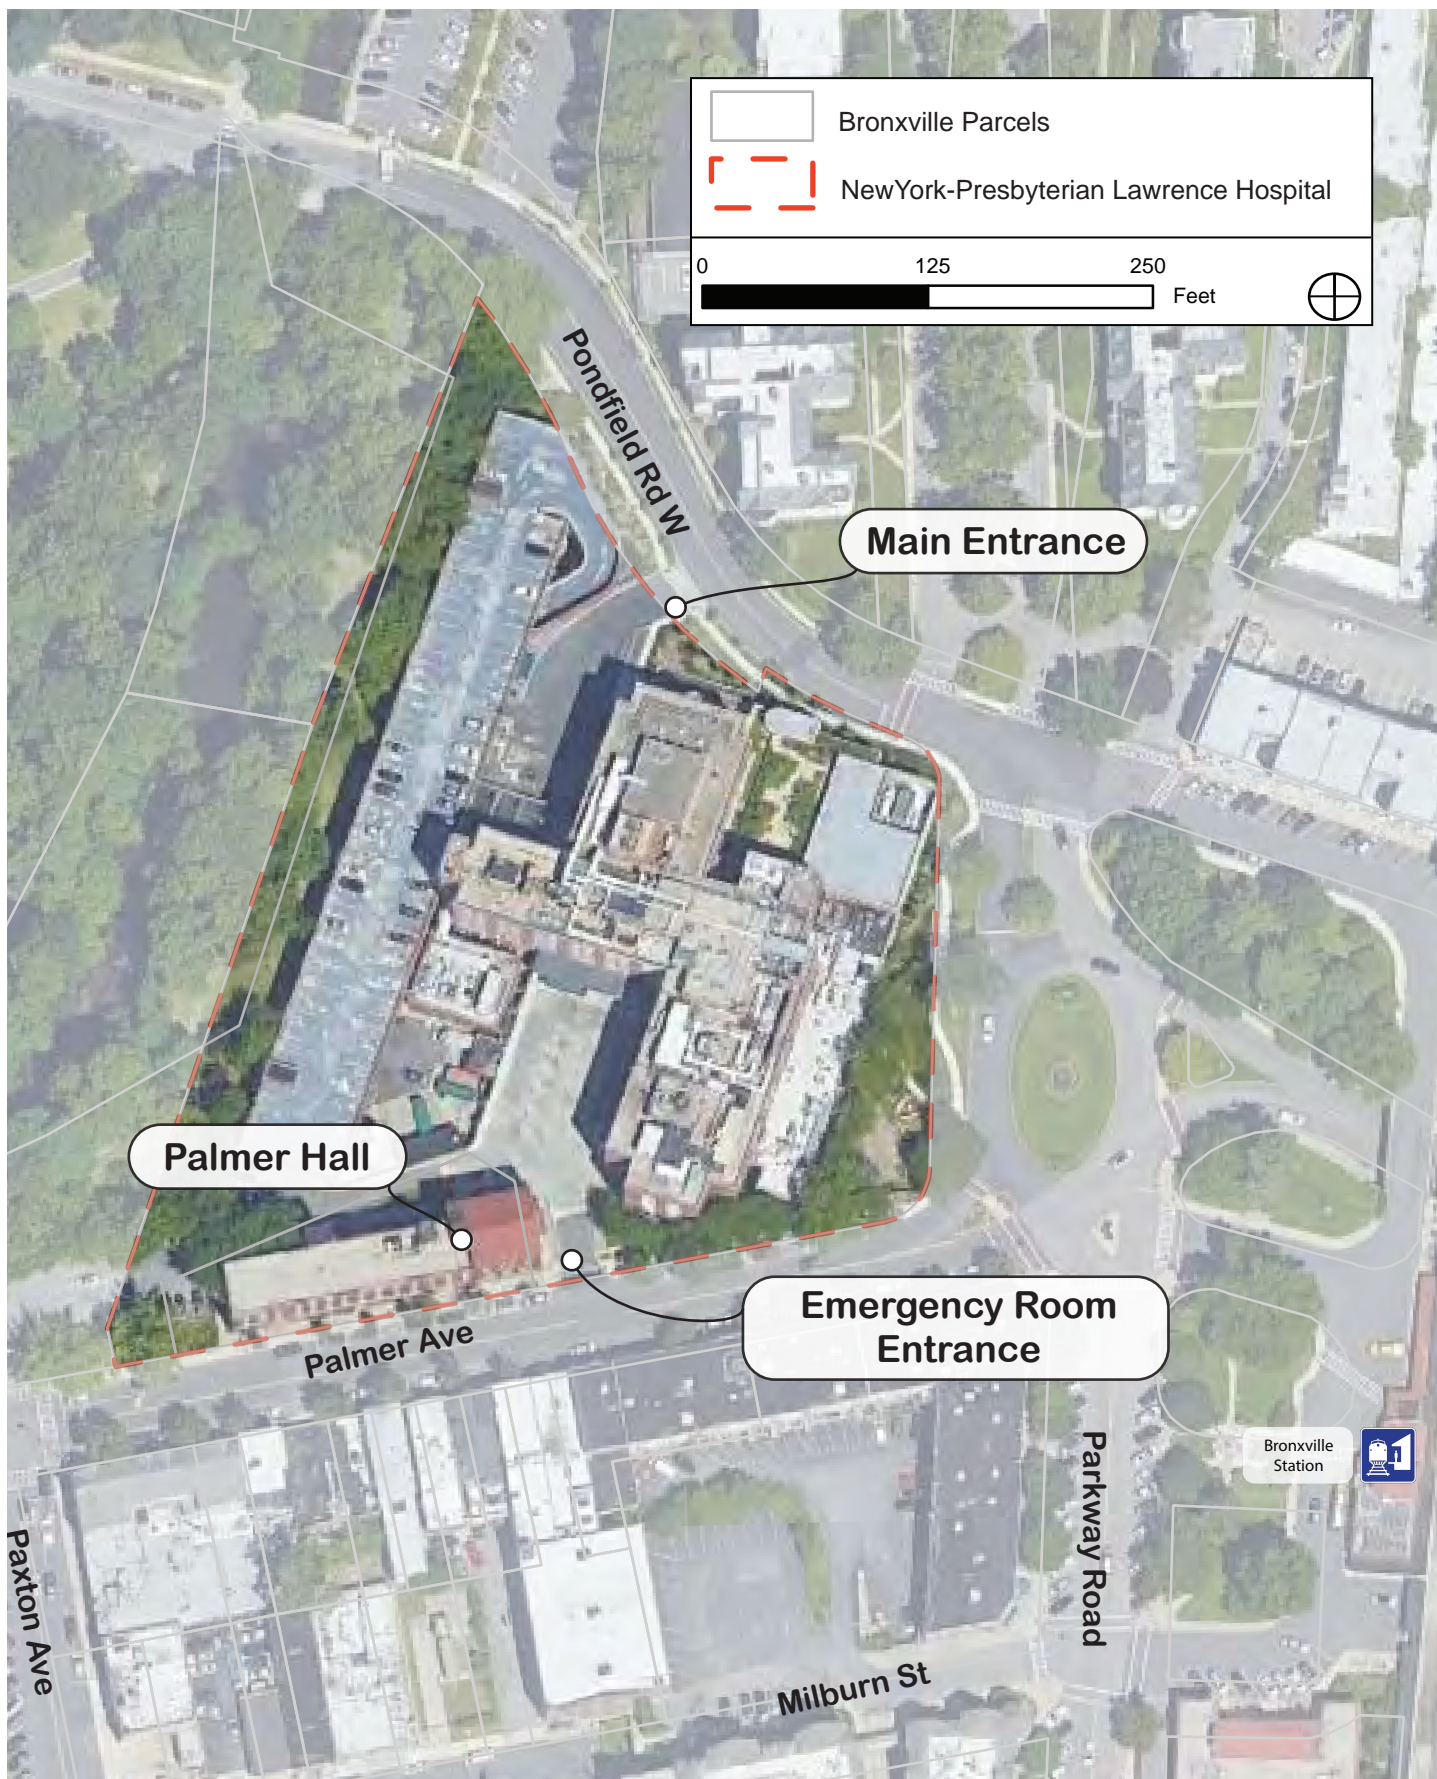 Bronxville Parcels
NewYork-Presbyterian Lawrence Hospital
0 125 250
Feet
Pondfield Rd W
Main Entrance
Palmer Hall
Emergency Room
Entrance
Palmer Ave
Bronxville
Station
Parkway Road
Paxton Ave
Milburn St